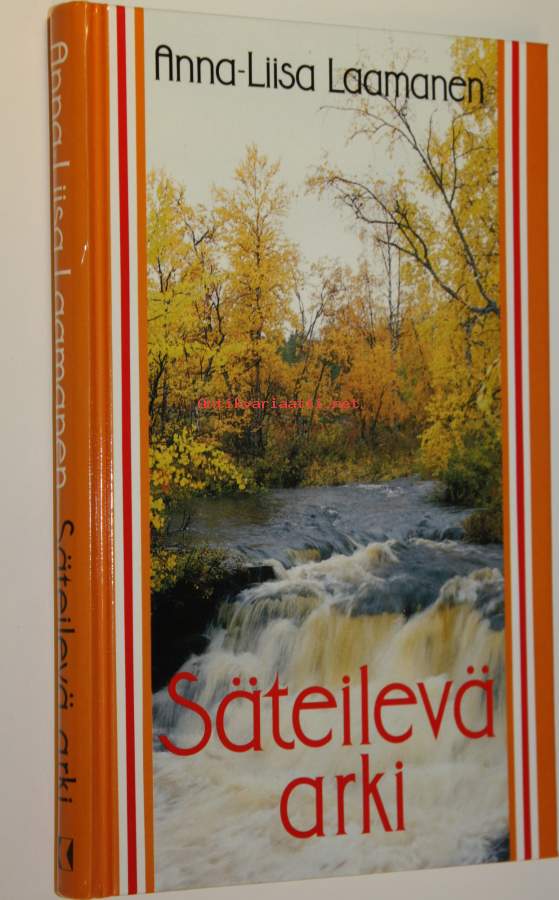 Anna-Liisa Laamanen
antikvariaatti.net
Säteilevä
arki
Anna-Liisa Laamanen Säteilevä arki